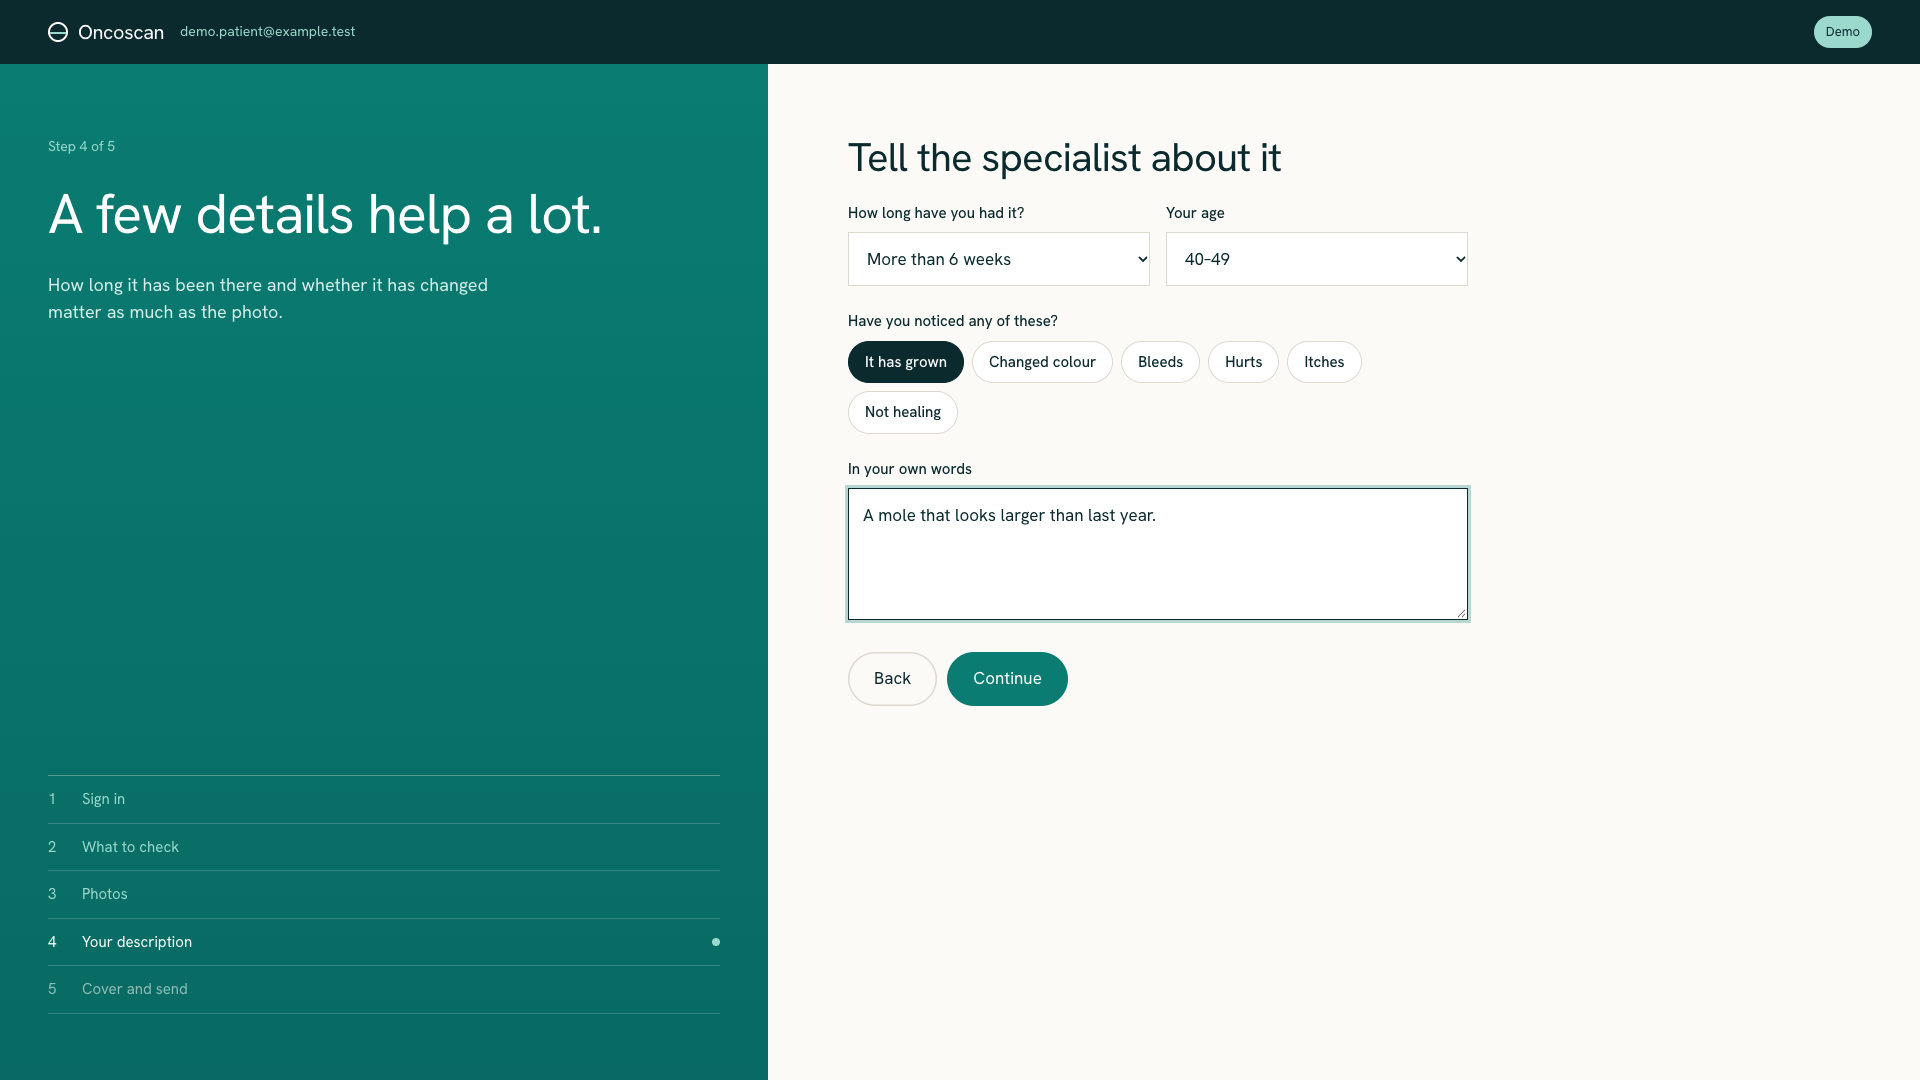 Oncoscan demo.patient@example.test
Demo
Step 4 of 5
A few details help a lot.
How long it has been there and whether it has changed
matter as much as the photo.
1 Sign in
2 What to check
3 Photos
4 Your description
5 Cover and send
Tell the specialist about it
How long have you had it? Your age
More than 6 weeks 40–49
Have you noticed any of these?
It has grown Changed colour Bleeds Hurts Itches
Not healing
In your own words
A mole that looks larger than last year.
Back Continue